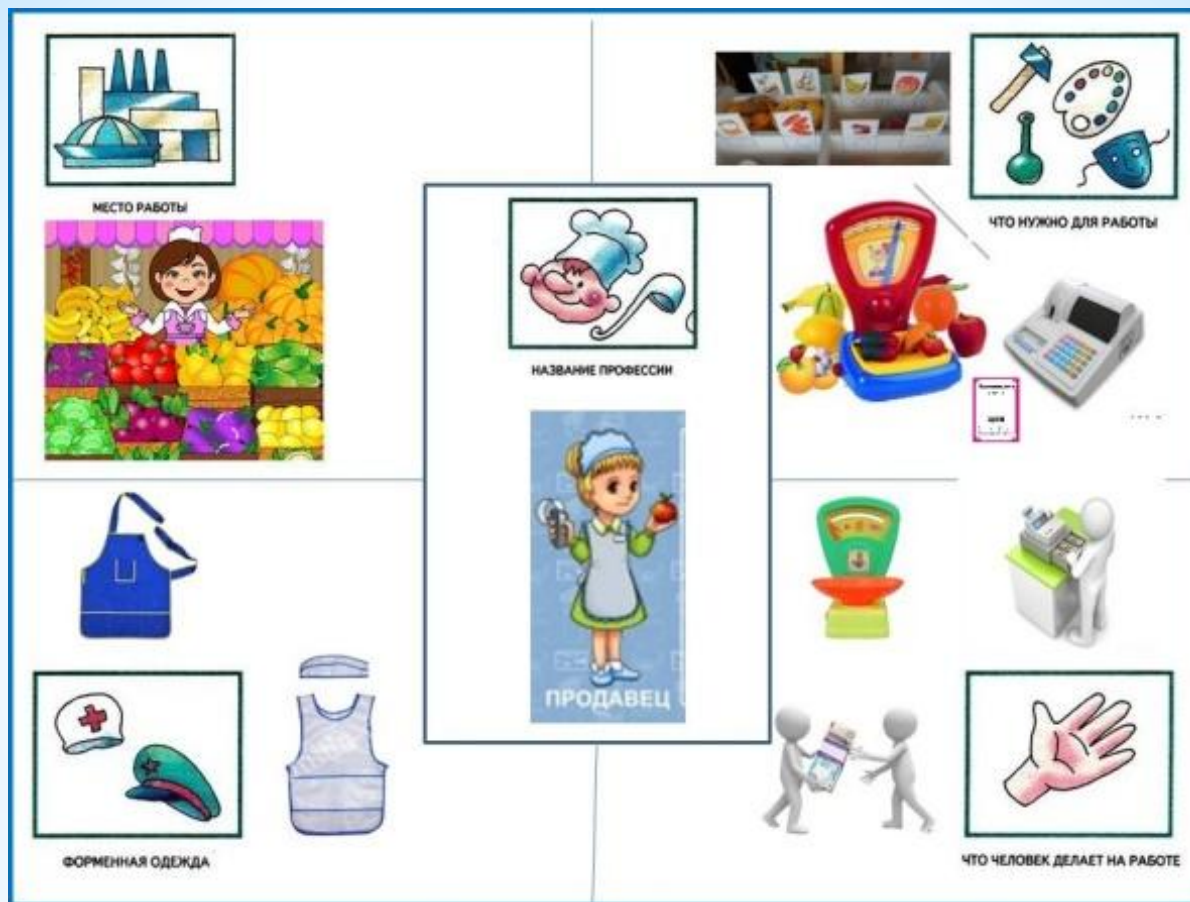 МЕСТО РАБОТЫ
ЧТО НУЖНО ДЛЯ РАБОТЫ
НАЗВАНИЕ ПРОФЕССИИ
ПРОДАВЕЦ
ФОРМЕННАЯ ОДЕЖДА
ЧТО ЧЕЛОВЕК ДЕЛАЕТ НА РАБОТЕ